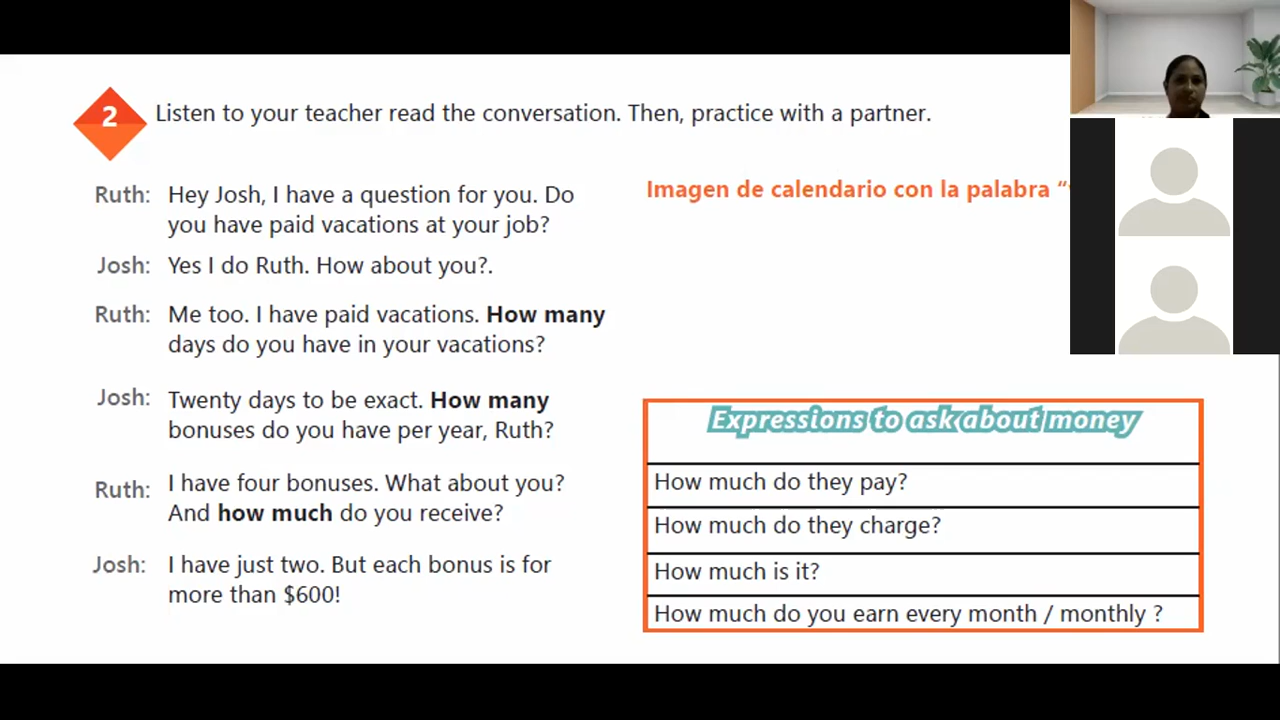 2
Listen to your teacher read the conversation. Then, practice with a partner.
Ruth: Hey Josh, I have a question for you. Do
you have paid vacations at your job?
Josh: Yes I do Ruth. How about you?.
Ruth: Me too. I have paid vacations. How many
days do you have in your vacations?
Josh: Twenty days to be exact. How many
bonuses do you have per year, Ruth?
Ruth: I have four bonuses. What about you?
And how much do you receive?
Josh: I have just two. But each bonus is for
more than $600!
Imagen de calendario con la palabra “
Expressions to ask about money
How much do they pay?
How much do they charge?
How much is it?
How much do you earn every month / monthly ?